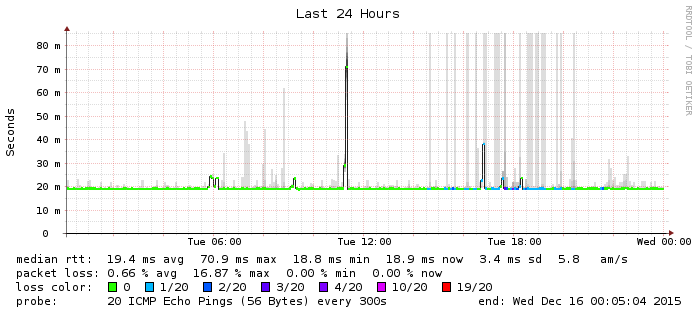 Last 24 Hours
RRDTOOL / TOBI OETIKER
Seconds
80 m
70 m
60 m
50 m
40 m
30 m
20 m
10 m
0
Tue 06:00 Tue 12:00 Tue 18:00 Wed 00:00
median rtt: 19.4 ms avg 70.9 ms max 18.8 ms min 18.9 ms now 3.4 ms sd 5.8 am/s
packet loss: 0.66 % avg 16.87 % max 0.00 % min 0.00 % now
loss color: 0 1/20 2/20 3/20 4/20 10/20 19/20
probe: 20 ICMP Echo Pings (56 Bytes) every 300s end: Wed Dec 16 00:05:04 2015